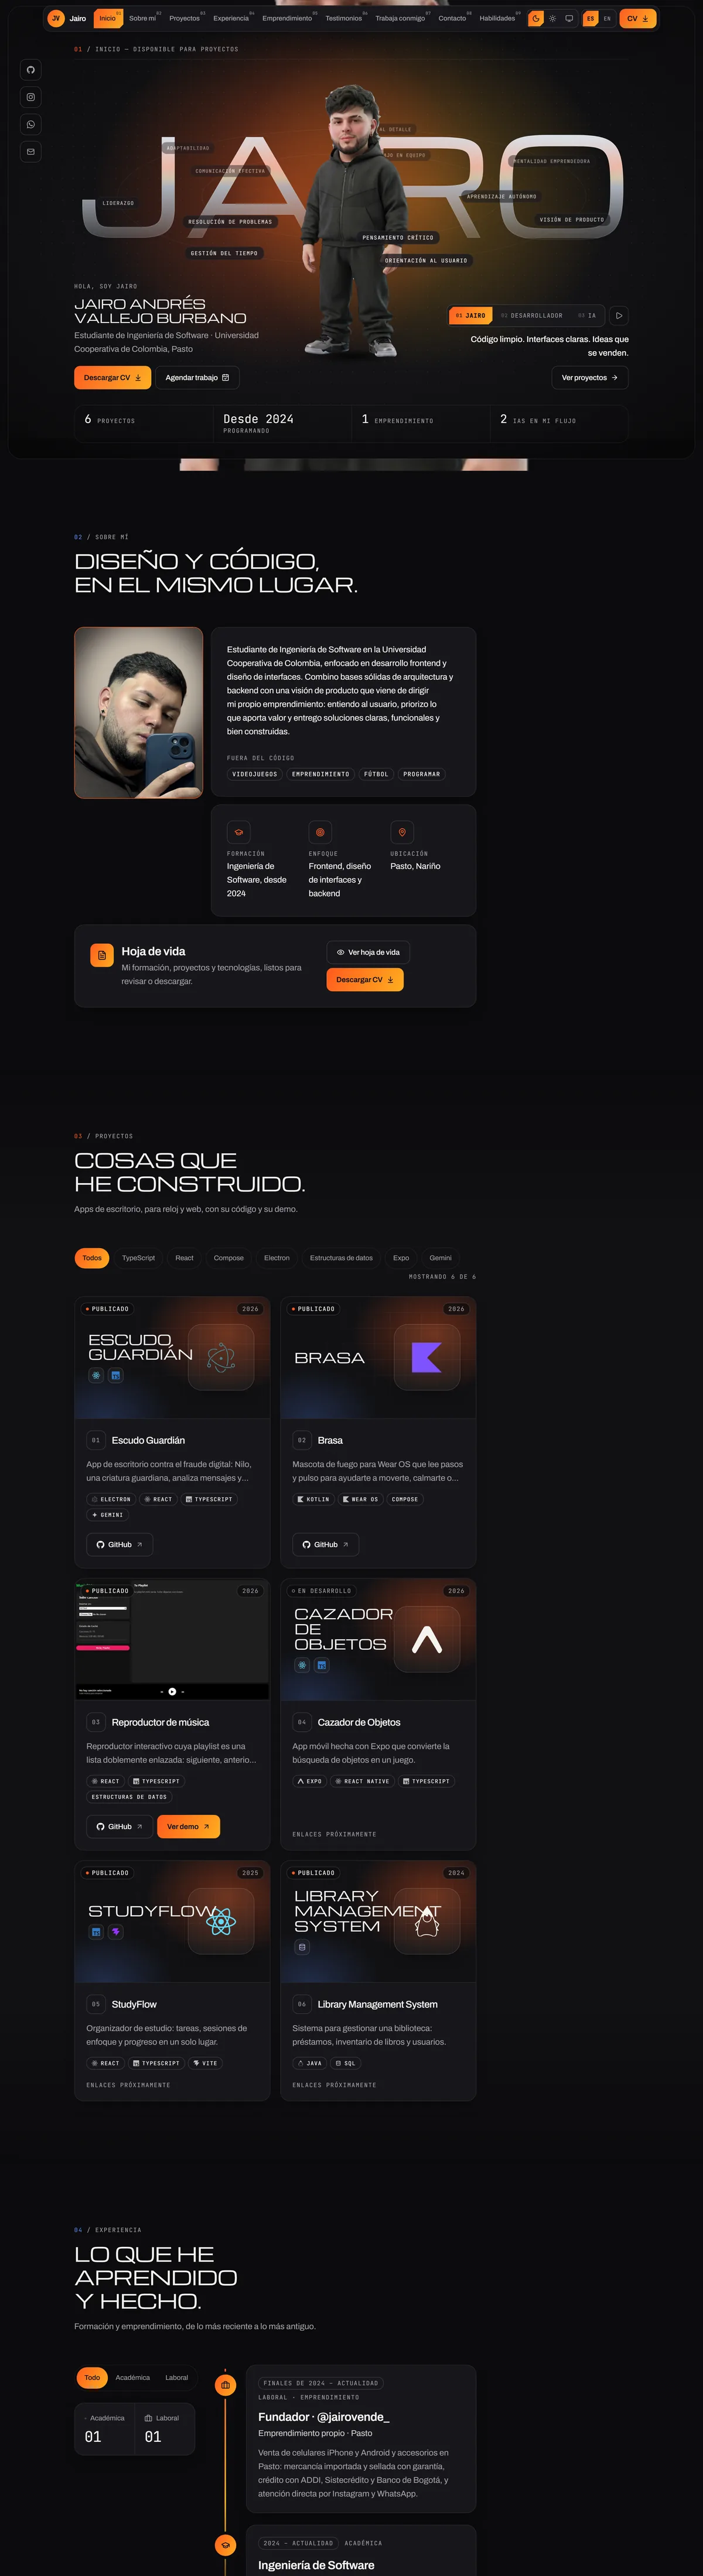 JV Jairo Inicio 01 Sobre mí 02 Proyectos 03 Experiencia 04 Emprendimiento 05 Testimonios 06 Trabaja conmigo 07 Contacto 08 Habilidades 09 ES EN CV
01 / INICIO — DISPONIBLE PARA PROYECTOS
JAIRO
AL DETALLE
ADAPTABILIDAD
JO EN EQUIPO
MENTALIDAD EMPRENDEDORA
COMUNICACIÓN EFECTIVA
APRENDIZAJE AUTÓNOMO
LIDERAZGO
RESOLUCIÓN DE PROBLEMAS
VISIÓN DE PRODUCTO
PENSAMIENTO CRÍTICO
GESTIÓN DEL TIEMPO
ORIENTACIÓN AL USUARIO
HOLA, SOY JAIRO
JAIRO ANDRÉS
VALLEJO BURBANO
Estudiante de Ingeniería de Software · Universidad
Cooperativa de Colombia, Pasto
Descargar CV Agendar trabajo
01 JAIRO 02 DESARROLLADOR 03 IA
Código limpio. Interfaces claras. Ideas que
se venden.
Ver proyectos
6 PROYECTOS
Desde 2024
PROGRAMANDO
1 EMPRENDIMIENTO
2 IAS EN MI FLUJO
02 / SOBRE MÍ
DISEÑO Y CÓDIGO,
EN EL MISMO LUGAR.
Estudiante de Ingeniería de Software en la Universidad
Cooperativa de Colombia, enfocado en desarrollo frontend y
diseño de interfaces. Combino bases sólidas de arquitectura y
backend con una visión de producto que viene de dirigir
mi propio emprendimiento: entiendo al usuario, priorizo lo
que aporta valor y entrego soluciones claras, funcionales y
bien construidas.
FUERA DEL CÓDIGO
VIDEOJUEGOS EMPRENDIMIENTO FÚTBOL PROGRAMAR
FORMACIÓN
Ingeniería de
Software, desde
2024
ENFOQUE
Frontend, diseño
de interfaces y
backend
UBICACIÓN
Pasto, Nariño
Hoja de vida
Mi formación, proyectos y tecnologías, listos para
revisar o descargar.
Ver hoja de vida
Descargar CV
03 / PROYECTOS
COSAS QUE
HE CONSTRUIDO.
Apps de escritorio, para reloj y web, con su código y su demo.
Todos TypeScript React Compose Electron Estructuras de datos Expo Gemini
MOSTRANDO 6 DE 6
PUBLICADO 2026
ESCUDO
GUARDIÁN
01 Escudo Guardián
App de escritorio contra el fraude digital: Nilo,
una criatura guardiana, analiza mensajes y...
ELECTRON REACT TYPESCRIPT
GEMINI
GitHub
PUBLICADO 2026
BRASA
02 Brasa
Mascota de fuego para Wear OS que lee pasos
y pulso para ayudarte a moverte, calmarte o...
KOTLIN WEAR OS COMPOSE
GitHub
PUBLICADO 2026
03 Reproductor de música
Reproductor interactivo cuya playlist es una
lista doblemente enlazada: siguiente, anterio...
REACT TYPESCRIPT
ESTRUCTURAS DE DATOS
GitHub Ver demo
EN DESARROLLO 2026
CAZADOR
DE
OBJETOS
04 Cazador de Objetos
App móvil hecha con Expo que convierte la
búsqueda de objetos en un juego.
EXPO REACT NATIVE TYPESCRIPT
ENLACES PRÓXIMAMENTE
PUBLICADO 2025
STUDYFLOW
05 StudyFlow
Organizador de estudio: tareas, sesiones de
enfoque y progreso en un solo lugar.
REACT TYPESCRIPT VITE
ENLACES PRÓXIMAMENTE
PUBLICADO 2024
LIBRARY
MANAGEMENT
SYSTEM
06 Library Management System
Sistema para gestionar una biblioteca:
préstamos, inventario de libros y usuarios.
JAVA SQL
ENLACES PRÓXIMAMENTE
04 / EXPERIENCIA
LO QUE HE
APRENDIDO
Y HECHO.
Formación y emprendimiento, de lo más reciente a lo más antiguo.
Todo Académica Laboral
Académica
01
Laboral
01
FINALES DE 2024 — ACTUALIDAD
LABORAL · EMPRENDIMIENTO
Fundador · @jairovende_
Emprendimiento propio · Pasto
Venta de celulares iPhone y Android y accesorios en
Pasto: mercancía importada y sellada con garantía,
crédito con ADDI, Sistecrédito y Banco de Bogotá, y
atención directa por Instagram y WhatsApp.
2024 — ACTUALIDAD ACADÉMICA
Ingeniería de Software